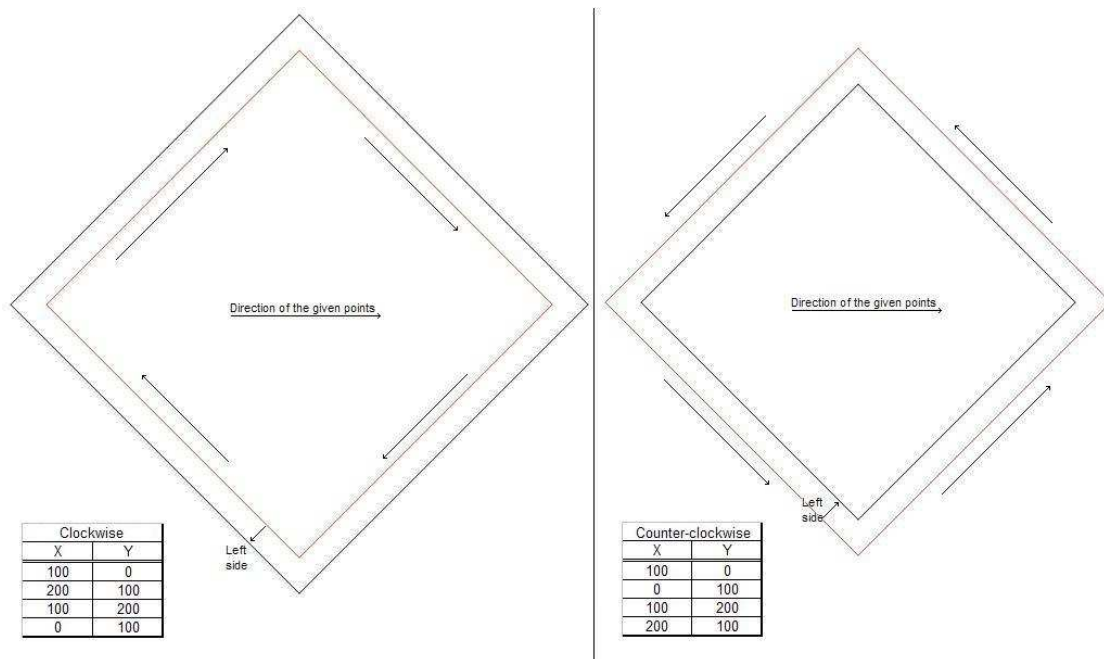 Direction of the given points
Left
side
Clockwise
X Y
100 0
200 100
100 200
0 100
Direction of the given points
Left
side
Counter-clockwise
X Y
100 0
0 100
100 200
200 100